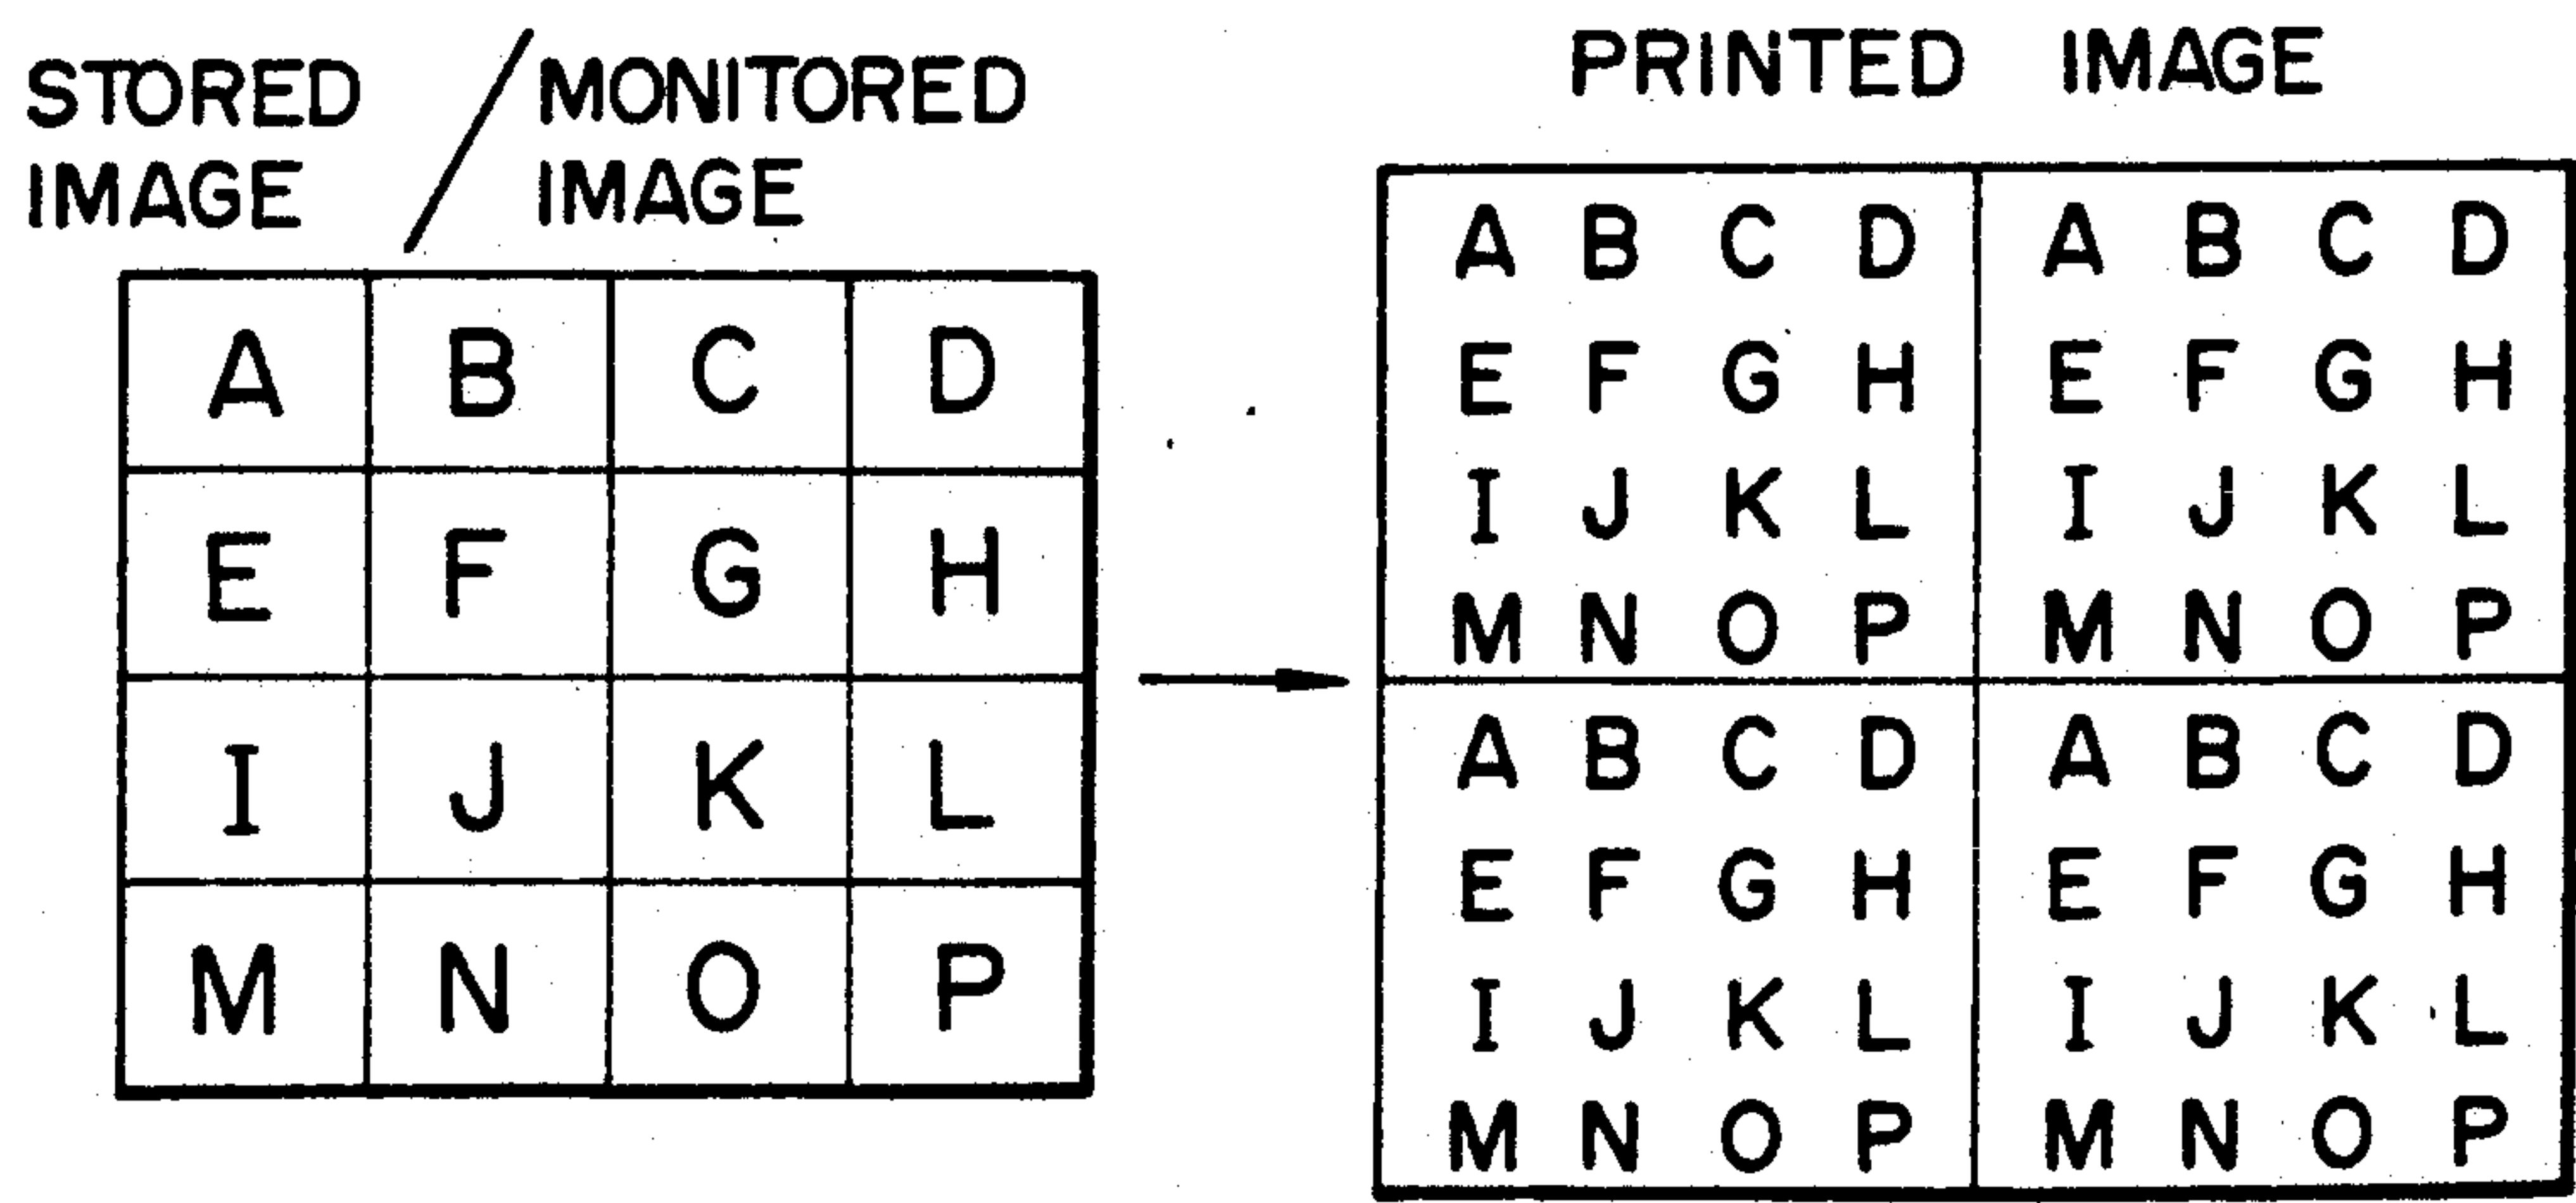 STORED / MONITORED
IMAGE IMAGE
A B C D
E F G H
I J K L
M N O P
PRINTED IMAGE
A B C D A B C D
E F G H E F G H
I J K L I J K L
M N O P M N O P
A B C D A B C D
E F G H E F G H
I J K L I J K L
M N O P M N O P